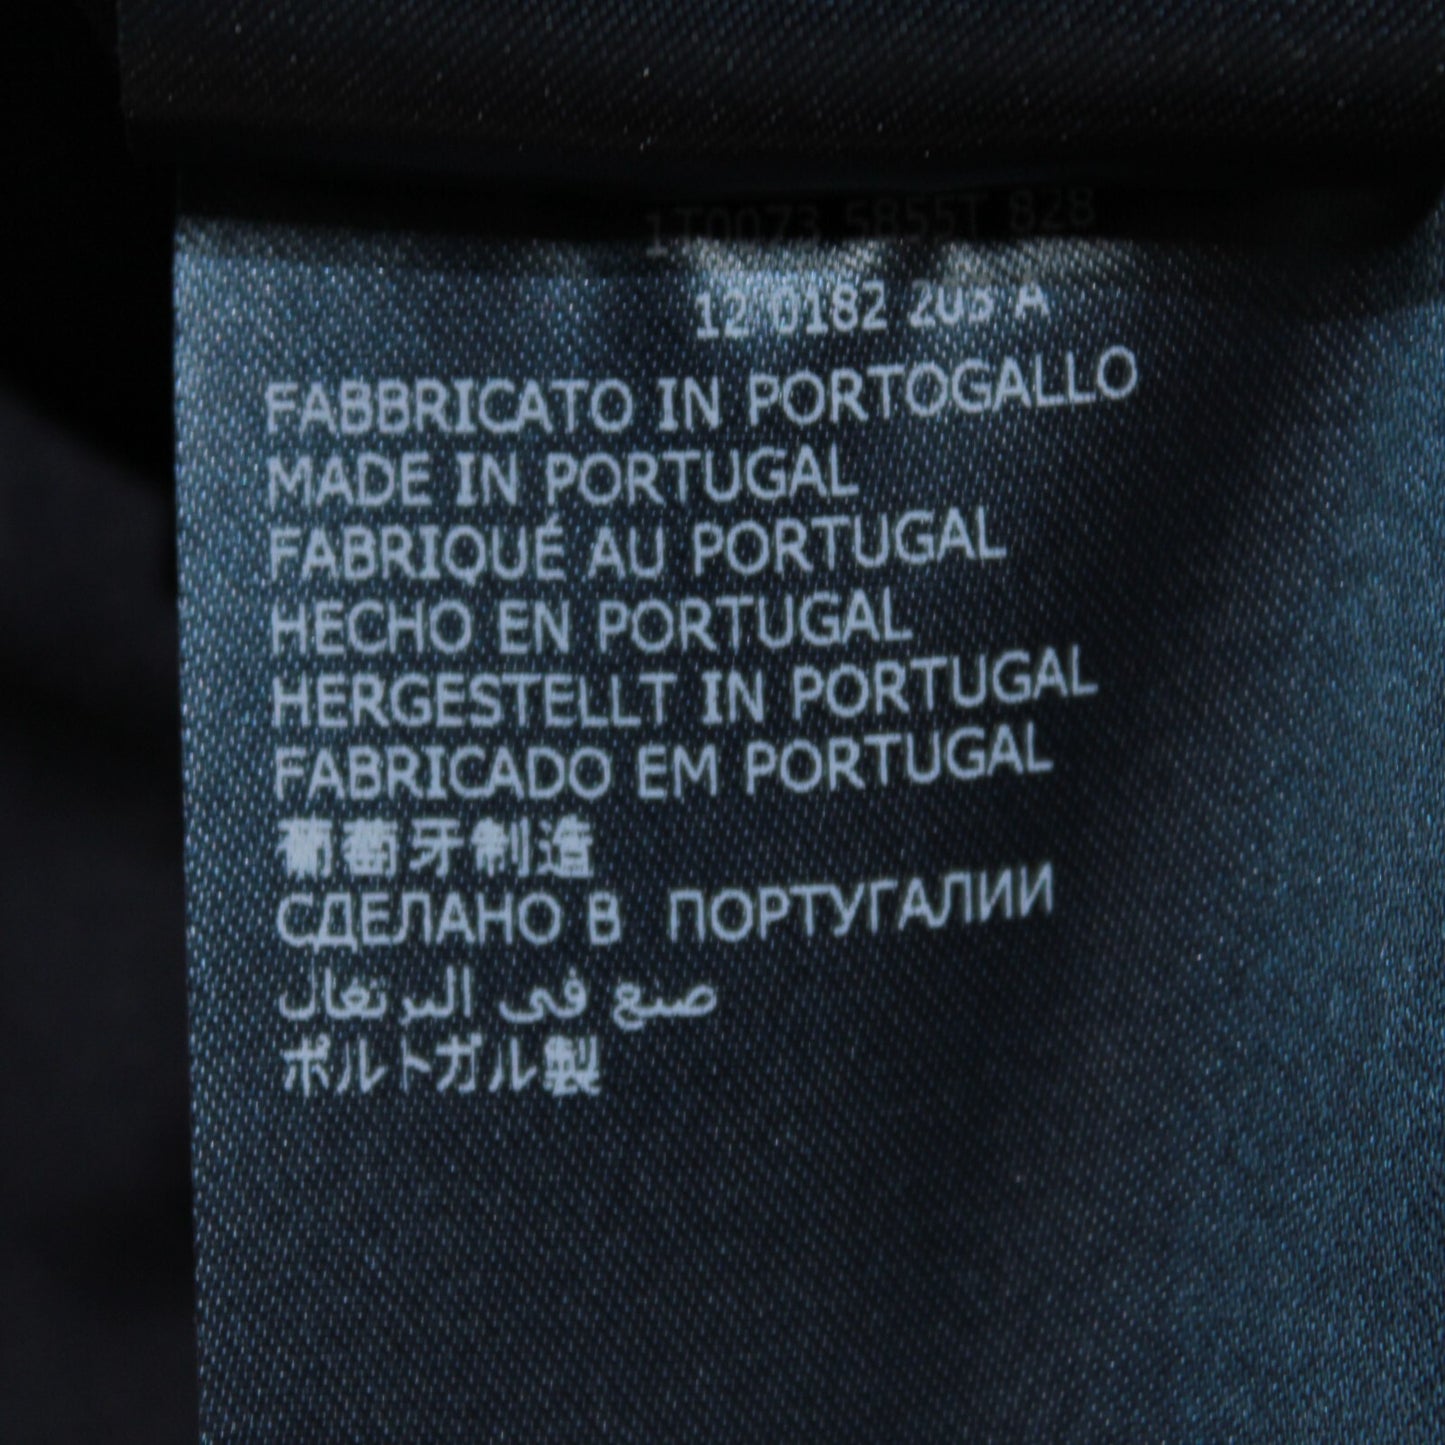 1T0073 5855T 828
12 0182 203 A
FABBRICATO IN PORTOGALLO
MADE IN PORTUGAL
FABRIQUÉ AU PORTUGAL
HECHO EN PORTUGAL
HERGESTELLT IN PORTUGAL
FABRICADO EM PORTUGAL
葡萄牙制造
СДЕЛАНО В ПОРТУГАЛИИ
صنع في البرتغال
ポルトガル製